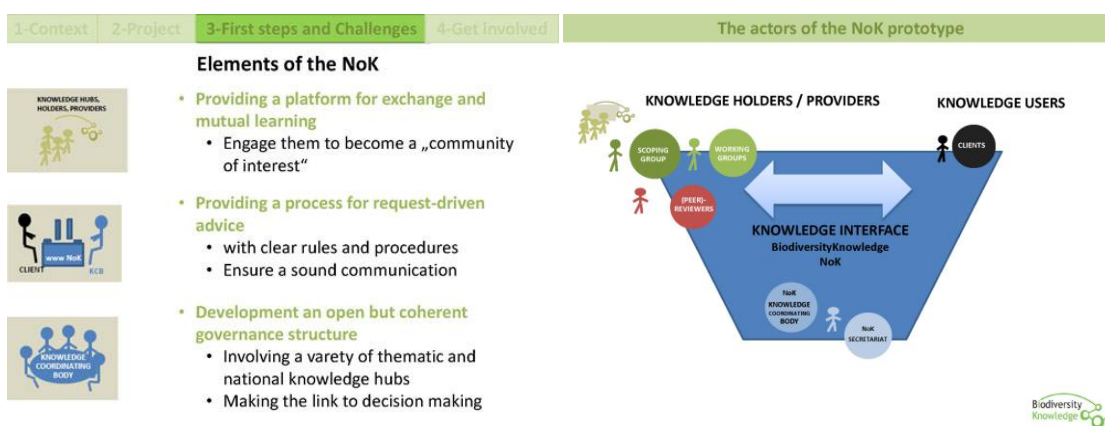 1-Context 2-Project 3-First steps and Challenges 4-Get involved
Elements of the NoK
KNOWLEDGE HUBS,
HOLDERS, PROVIDERS
• Providing a platform for exchange and
mutual learning
• Engage them to become a „community
of interest“
www NoK
CLIENT
KCB
• Providing a process for request-driven
advice
• with clear rules and procedures
• Ensure a sound communication
KNOWLEDGE
COORDINATING
BODY
• Development an open but coherent
governance structure
• Involving a varety of thematic and
national knowledge hubs
• Making the link to decision making
The actors of the NoK prototype
KNOWLEDGE HOLDERS / PROVIDERS
KNOWLEDGE USERS
SCOPING
GROUP
WORKING
GROUPS
CLIENTS
(PEER)-
REVIEWERS
KNOWLEDGE INTERFACE
BiodiversityKnowledge
NoK
NoK
KNOWLEDGE
COORDINATING
BODY
NoK
SECRETARIAT
Biodiversity
Knowledge